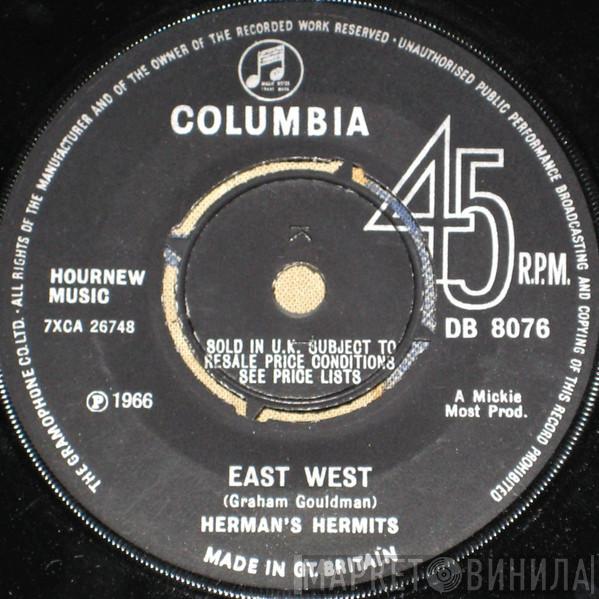 THE GRAMOPHONE CO.LTD. · ALL RIGHTS OF THE MANUFACTURER AND OF THE OWNER OF THE RECORDED WORK RESERVED · UNAUTHORISED PUBLIC PERFORMANCE BROADCASTING AND COPYING OF THIS RECORD PROHIBITED
COLUMBIA
45
R.P.M.
HOURNEW
MUSIC
7XCA 26748
DB 8076
SOLD IN U.K. SUBJECT TO
RESALE PRICE CONDITIONS
SEE PRICE LISTS
K
Ⓟ 1966
A Mickie
Most Prod.
EAST WEST
(Graham Gouldman)
HERMAN'S HERMITS
MADE IN GT. BRITAIN
МАРКЕТ ВИНИЛА